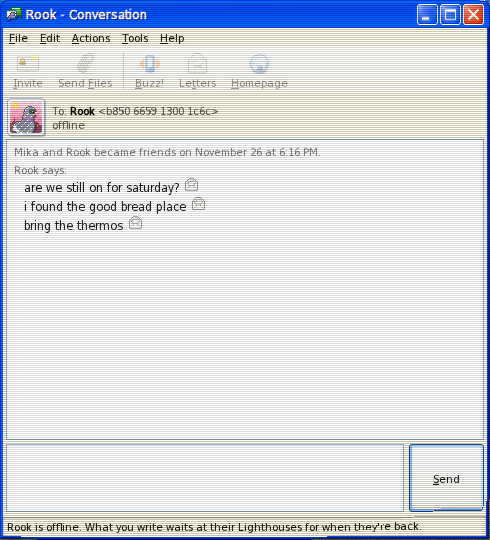 Rook - Conversation
File Edit Actions Tools Help
Invite Send Files Buzz! Letters Homepage
To: Rook <b850 6659 1300 1c6c>
offline
Mika and Rook became friends on November 26 at 6:16 PM.
Rook says:
are we still on for saturday?
i found the good bread place
bring the thermos
Send
Rook is offline. What you write waits at their Lighthouses for when they're back.